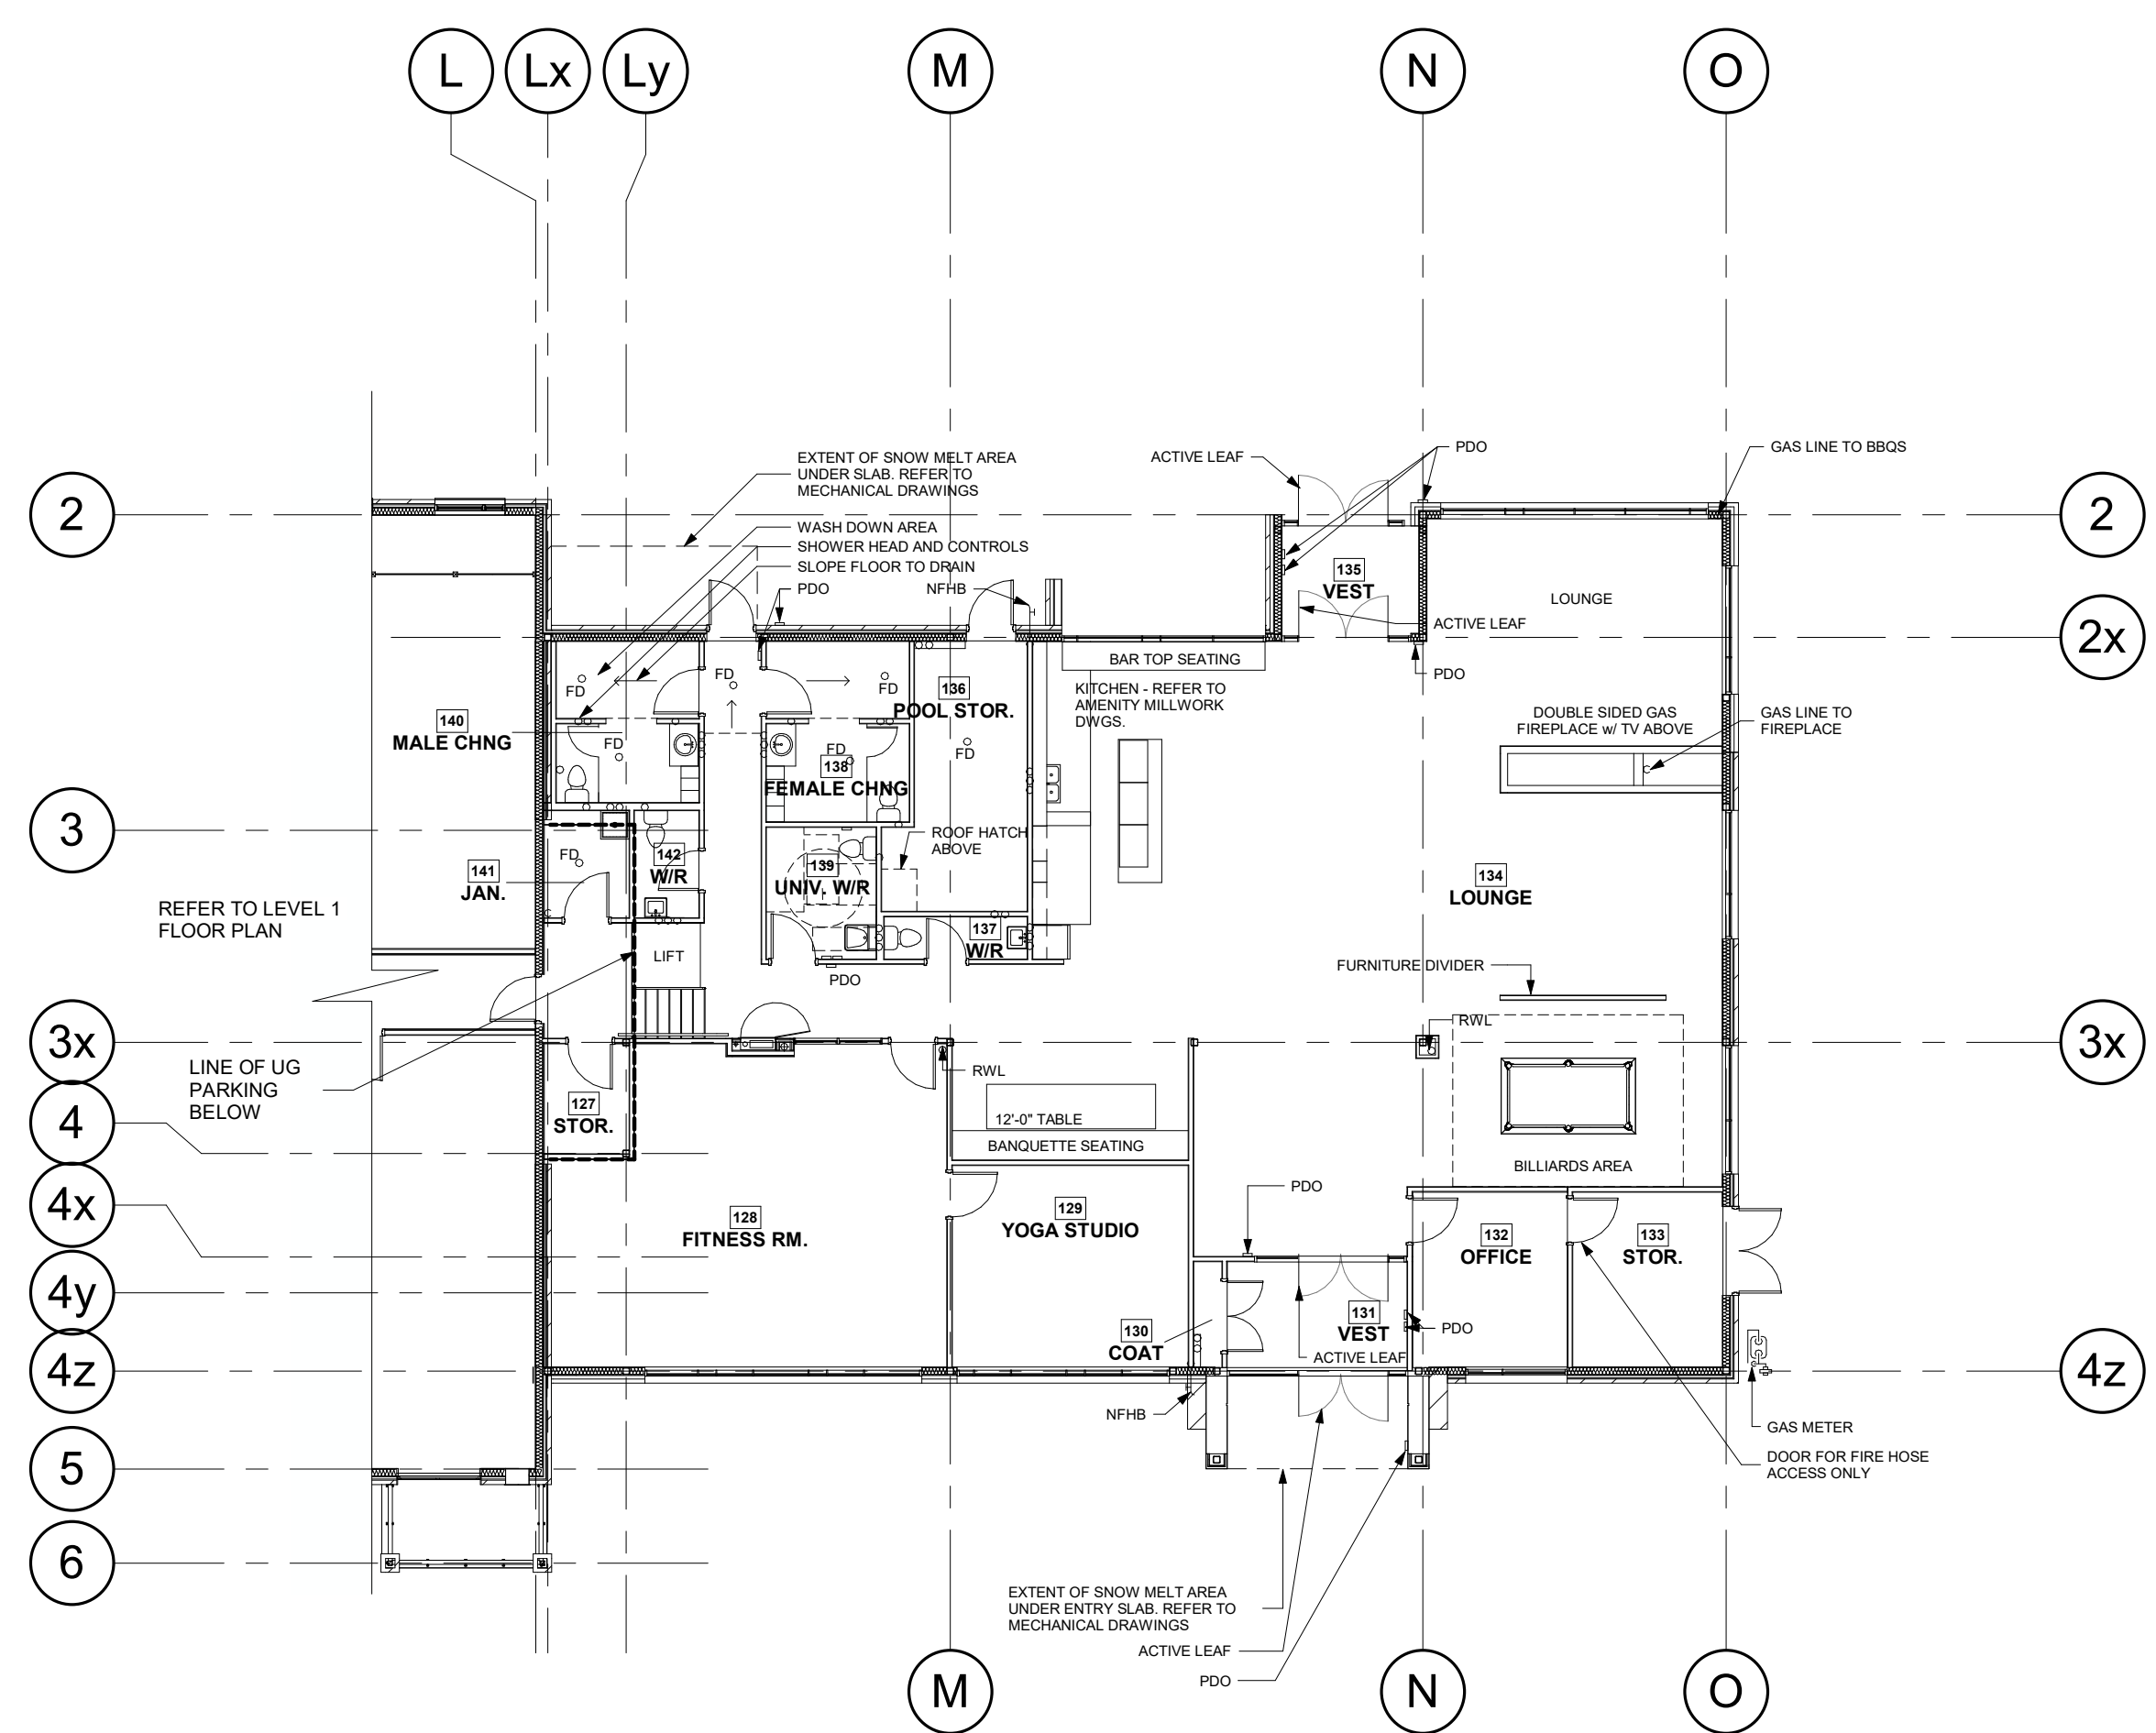 L
Lx
Ly
M
N
O
EXTENT OF SNOW MELT AREA
UNDER SLAB. REFER TO
MECHANICAL DRAWINGS
ACTIVE LEAF
PDO
GAS LINE TO BBQS
2
2
WASH DOWN AREA
SHOWER HEAD AND CONTROLS
SLOPE FLOOR TO DRAIN
PDO
NFHB
135
VEST
LOUNGE
ACTIVE LEAF
2x
BAR TOP SEATING
PDO
FD
FD
FD
136
POOL STOR.
KITCHEN - REFER TO
AMENITY MILLWORK
DWGS.
140
MALE CHNG
DOUBLE SIDED GAS
FIREPLACE w/ TV ABOVE
GAS LINE TO
FIREPLACE
FD
FD
FD
138
FEMALE CHNG
3
ROOF HATCH
ABOVE
FD
142
W/R
139
UNIV. W/R
141
JAN.
134
LOUNGE
REFER TO LEVEL 1
FLOOR PLAN
137
W/R
LIFT
PDO
FURNITURE DIVIDER
RWL
3x
3x
LINE OF UG
PARKING
BELOW
RWL
127
STOR.
12'-0" TABLE
BANQUETTE SEATING
4
BILLIARDS AREA
PDO
4x
128
FITNESS RM.
129
YOGA STUDIO
132
OFFICE
133
STOR.
4y
131
VEST
PDO
130
COAT
ACTIVE LEAF
4z
4z
NFHB
GAS METER
DOOR FOR FIRE HOSE
ACCESS ONLY
5
6
EXTENT OF SNOW MELT AREA
UNDER ENTRY SLAB. REFER TO
MECHANICAL DRAWINGS
ACTIVE LEAF
PDO
M
N
O